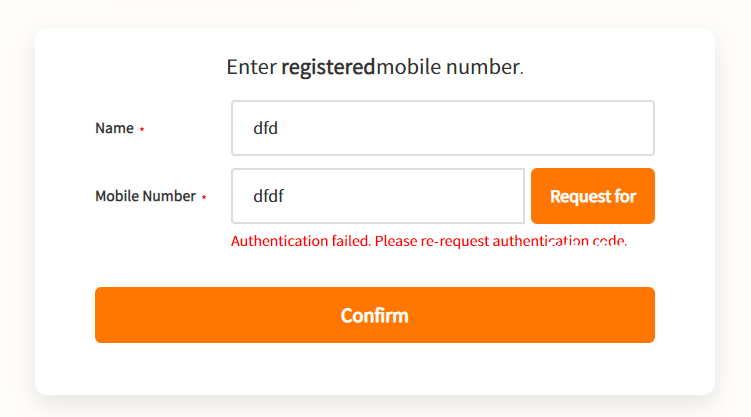 Enter registeredmobile number.
Name *
dfd
Mobile Number *
dfdf
Request for
Authentication failed. Please re-request authentication code.
Confirm